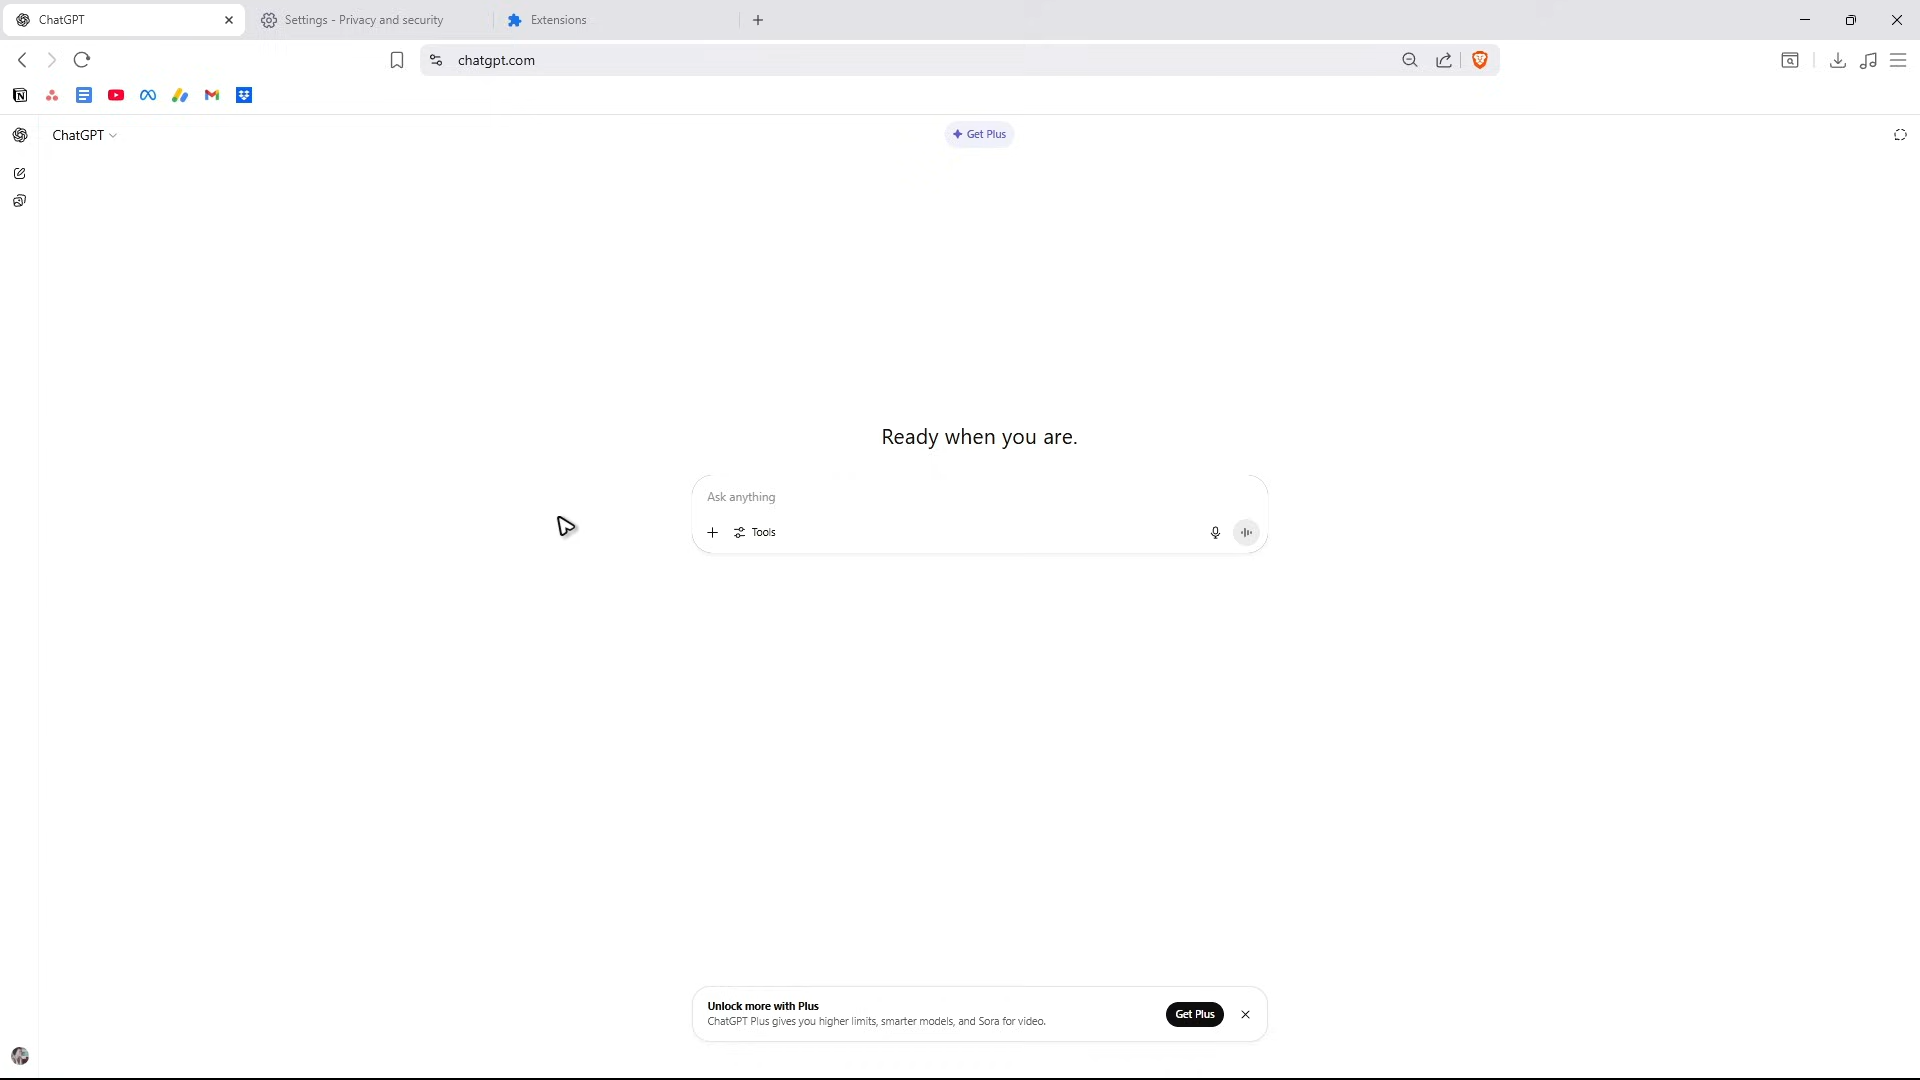 ChatGPT
Settings - Privacy and security
Extensions
chatgpt.com
ChatGPT
Get Plus
Ready when you are.
Ask anything
Tools
Unlock more with Plus
ChatGPT Plus gives you higher limits, smarter models, and Sora for video.
Get Plus